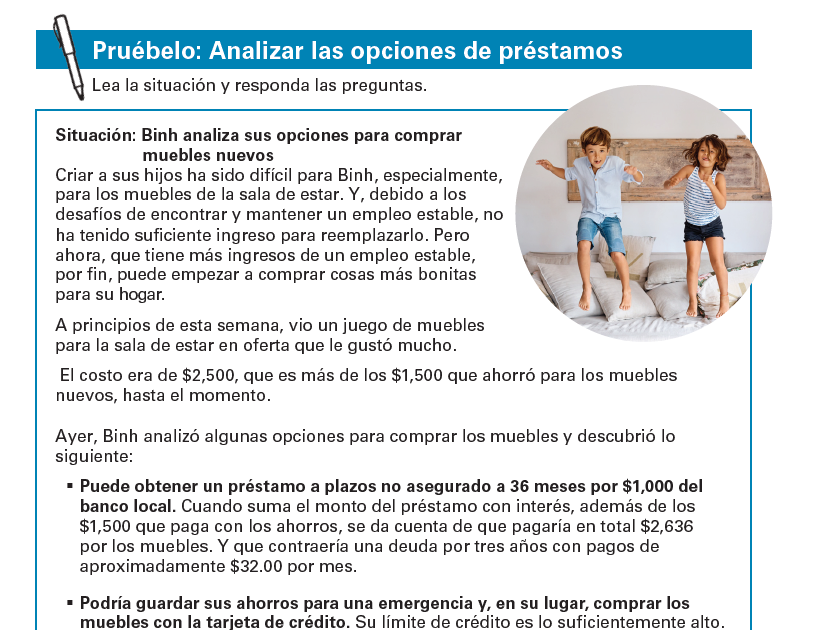 Pruébelo: Analizar las opciones de préstamos
Lea la situación y responda las preguntas.
Situación: Binh analiza sus opciones para comprar
muebles nuevos
Criar a sus hijos ha sido difícil para Binh, especialmente,
para los muebles de la sala de estar. Y, debido a los
desafíos de encontrar y mantener un empleo estable, no
ha tenido suficiente ingreso para reemplazarlo. Pero
ahora, que tiene más ingresos de un empleo estable,
por fin, puede empezar a comprar cosas más bonitas
para su hogar.
A principios de esta semana, vio un juego de muebles
para la sala de estar en oferta que le gustó mucho.
El costo era de $2,500, que es más de los $1,500 que ahorró para los muebles
nuevos, hasta el momento.
Ayer, Binh analizó algunas opciones para comprar los muebles y descubrió lo
siguiente:
▪ Puede obtener un préstamo a plazos no asegurado a 36 meses por $1,000 del
banco local. Cuando suma el monto del préstamo con interés, además de los
$1,500 que paga con los ahorros, se da cuenta de que pagaría en total $2,636
por los muebles. Y que contraería una deuda por tres años con pagos de
aproximadamente $32.00 por mes.
▪ Podría guardar sus ahorros para una emergencia y, en su lugar, comprar los
muebles con la tarjeta de crédito. Su límite de crédito es lo suficientemente alto.